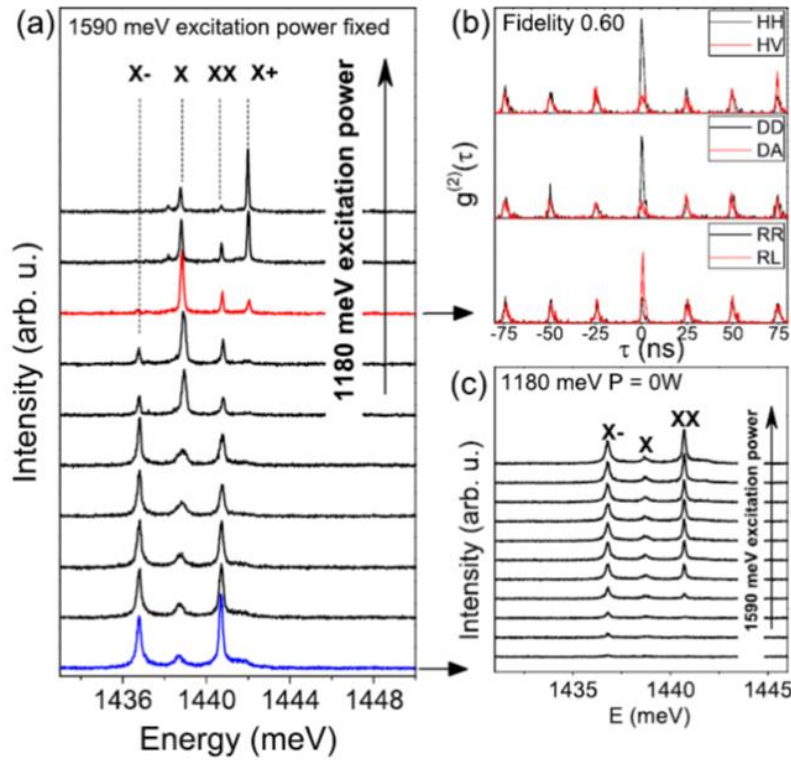 (a) 1590 meV excitation power fixed
X- X XX X+
1180 meV excitation power
Intensity (arb. u.)
1436 1440 1444 1448
Energy (meV)
(b) Fidelity 0.60
HH
HV
DD
DA
RR
RL
g(2)(τ)
-75 -50 -25 0 25 50 75
τ (ns)
(c) 1180 meV P = 0W
X- X XX
1590 meV excitation power
Intensity (arb. u.)
1435 1440 1445
E (meV)